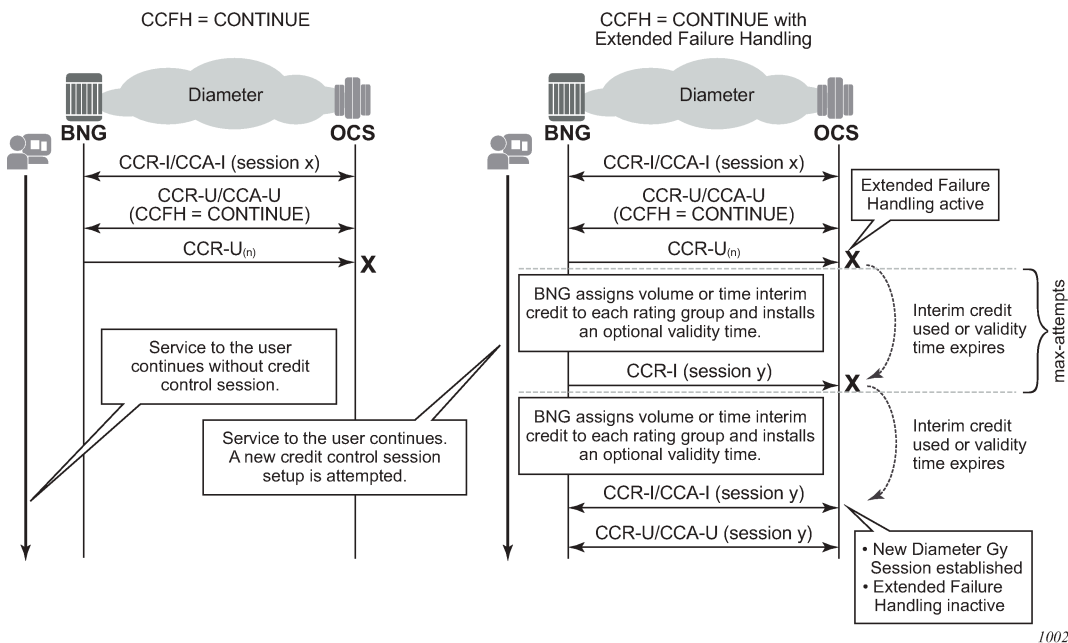 CCFH = CONTINUE
Diameter
BNG
OCS
CCR-I/CCA-I (session x)
CCR-U/CCA-U
(CCFH = CONTINUE)
CCR-U(n)
X
Service to the user
continues without credit
control session.
CCFH = CONTINUE with
Extended Failure Handling
Diameter
BNG
OCS
CCR-I/CCA-I (session x)
CCR-U/CCA-U
(CCFH = CONTINUE)
Extended Failure
Handling active
CCR-U(n)
X
BNG assigns volume or time interim
credit to each rating group and installs
an optional validity time.
Interim credit
used or validity
time expires
max-attempts
CCR-I (session y)
X
Service to the user continues.
A new credit control session
setup is attempted.
BNG assigns volume or time interim
credit to each rating group and installs
an optional validity time.
Interim credit
used or validity
time expires
CCR-I/CCA-I (session y)
CCR-U/CCA-U (session y)
• New Diameter Gy
Session established
• Extended Failure
Handling inactive
1002